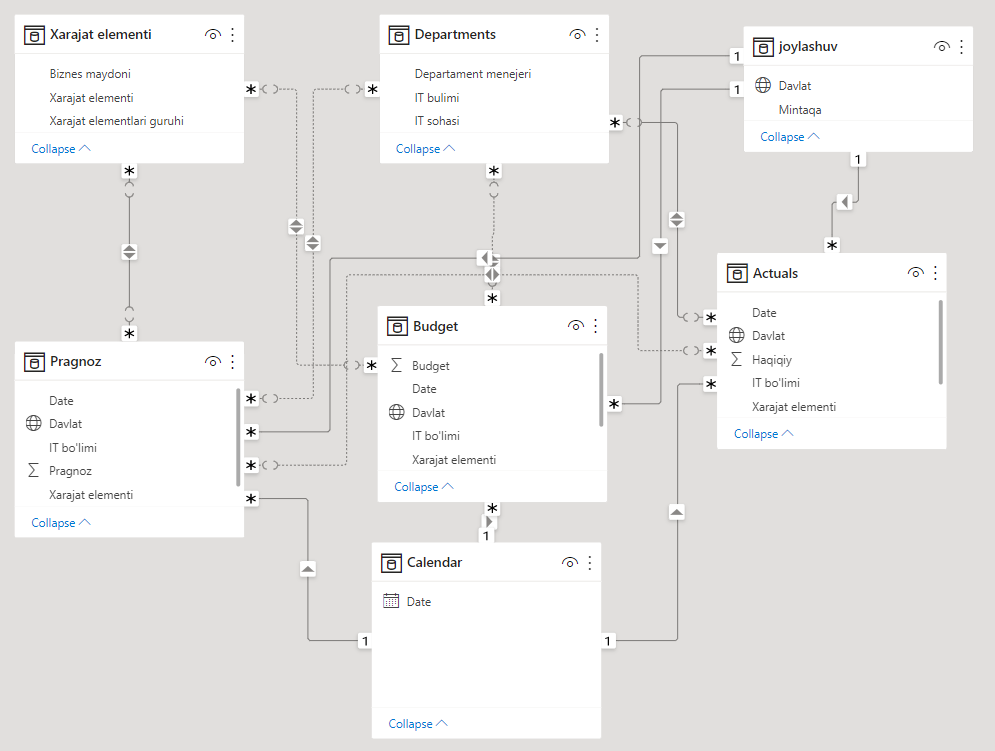 Xarajat elementi
Biznes maydoni
Xarajat elementi
Xarajat elementlari guruhi
Collapse
Departments
Departament menejeri
IT bulimi
IT sohasi
Collapse
joylashuv
Davlat
Mintaqa
Collapse
Pragnoz
Date
Davlat
IT bo'limi
Pragnoz
Xarajat elementi
Collapse
Budget
Budget
Date
Davlat
IT bo'limi
Xarajat elementi
Collapse
Actuals
Date
Davlat
Haqiqiy
IT bo'limi
Xarajat elementi
Collapse
Calendar
Date
Collapse
1
1
1
1
1
1